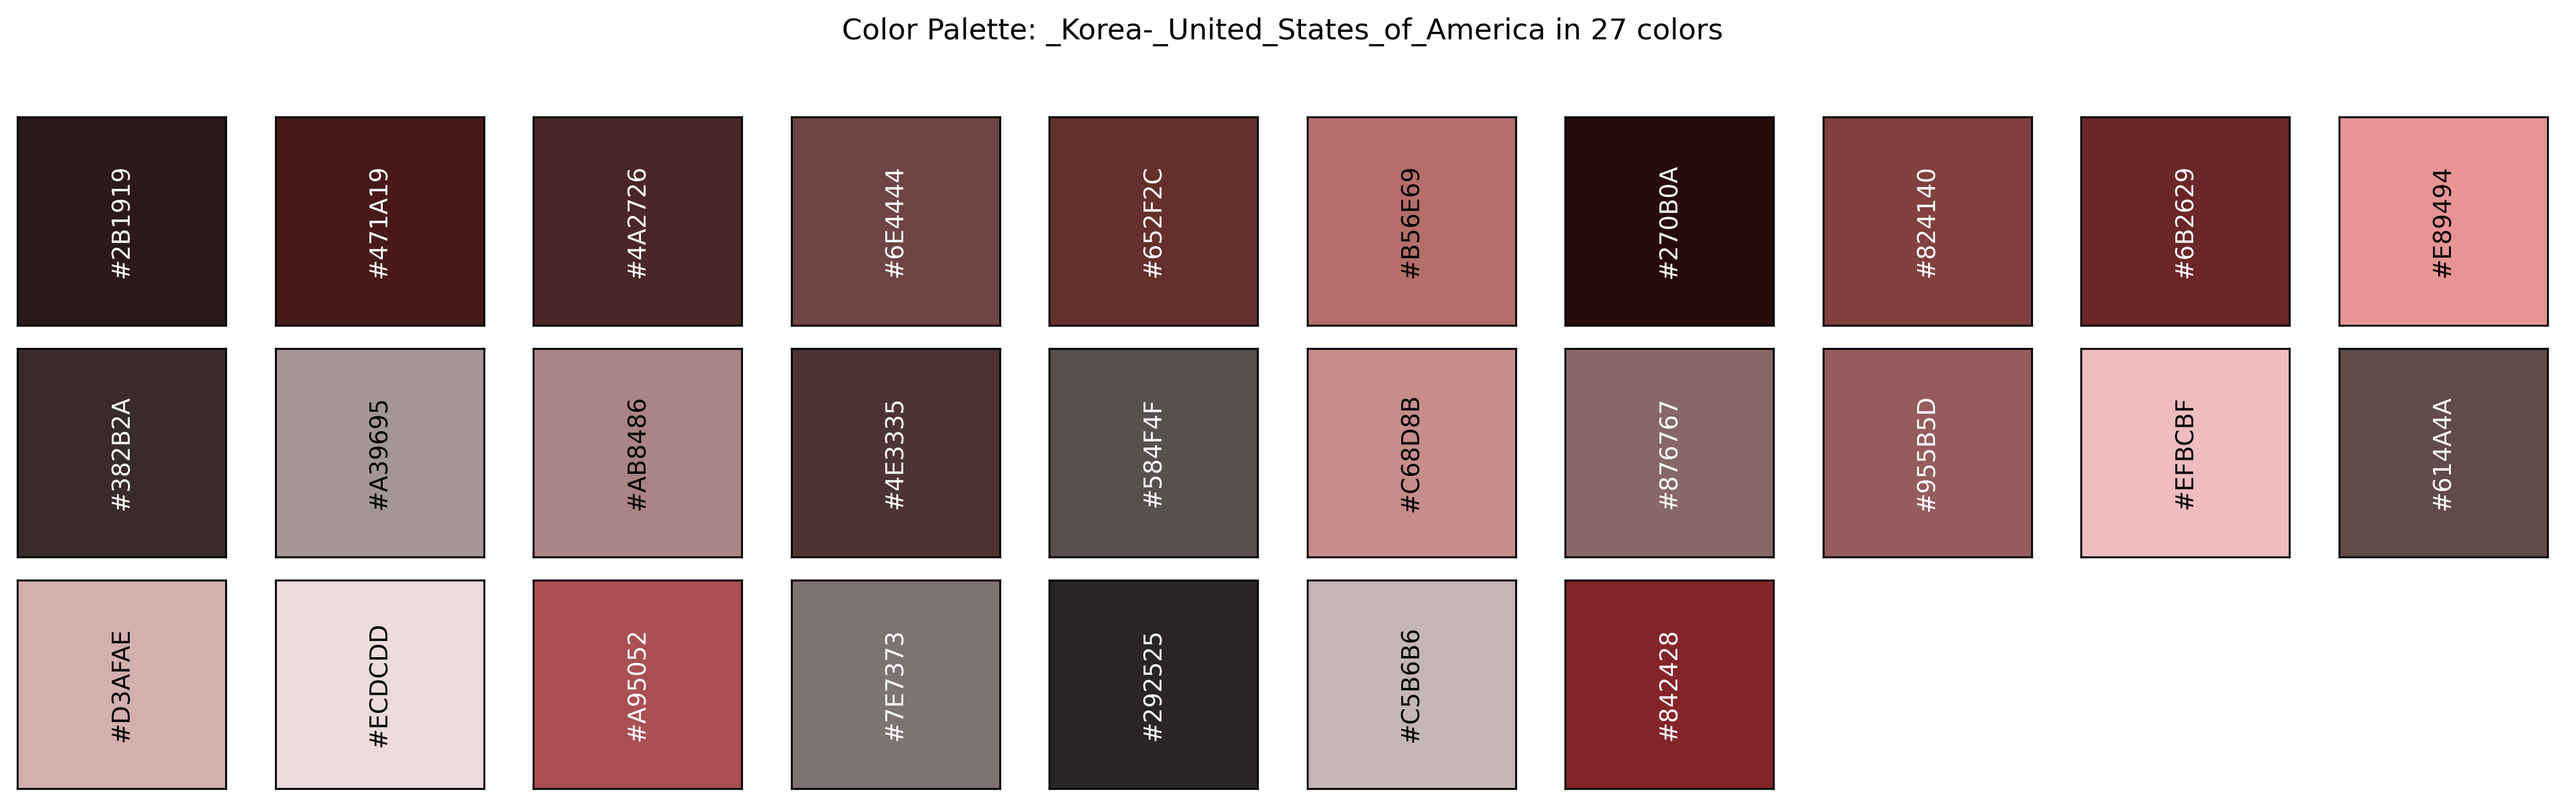 Color Palette: _Korea-_United_States_of_America in 27 colors
#2B1919
#471A19
#4A2726
#6E4444
#652F2C
#B56E69
#270B0A
#824140
#6B2629
#E89494
#382B2A
#A39695
#AB8486
#4E3335
#584F4F
#C68D8B
#876767
#955B5D
#EFBCBF
#614A4A
#D3AFAE
#ECDCDD
#A95052
#7E7373
#292525
#C5B6B6
#842428